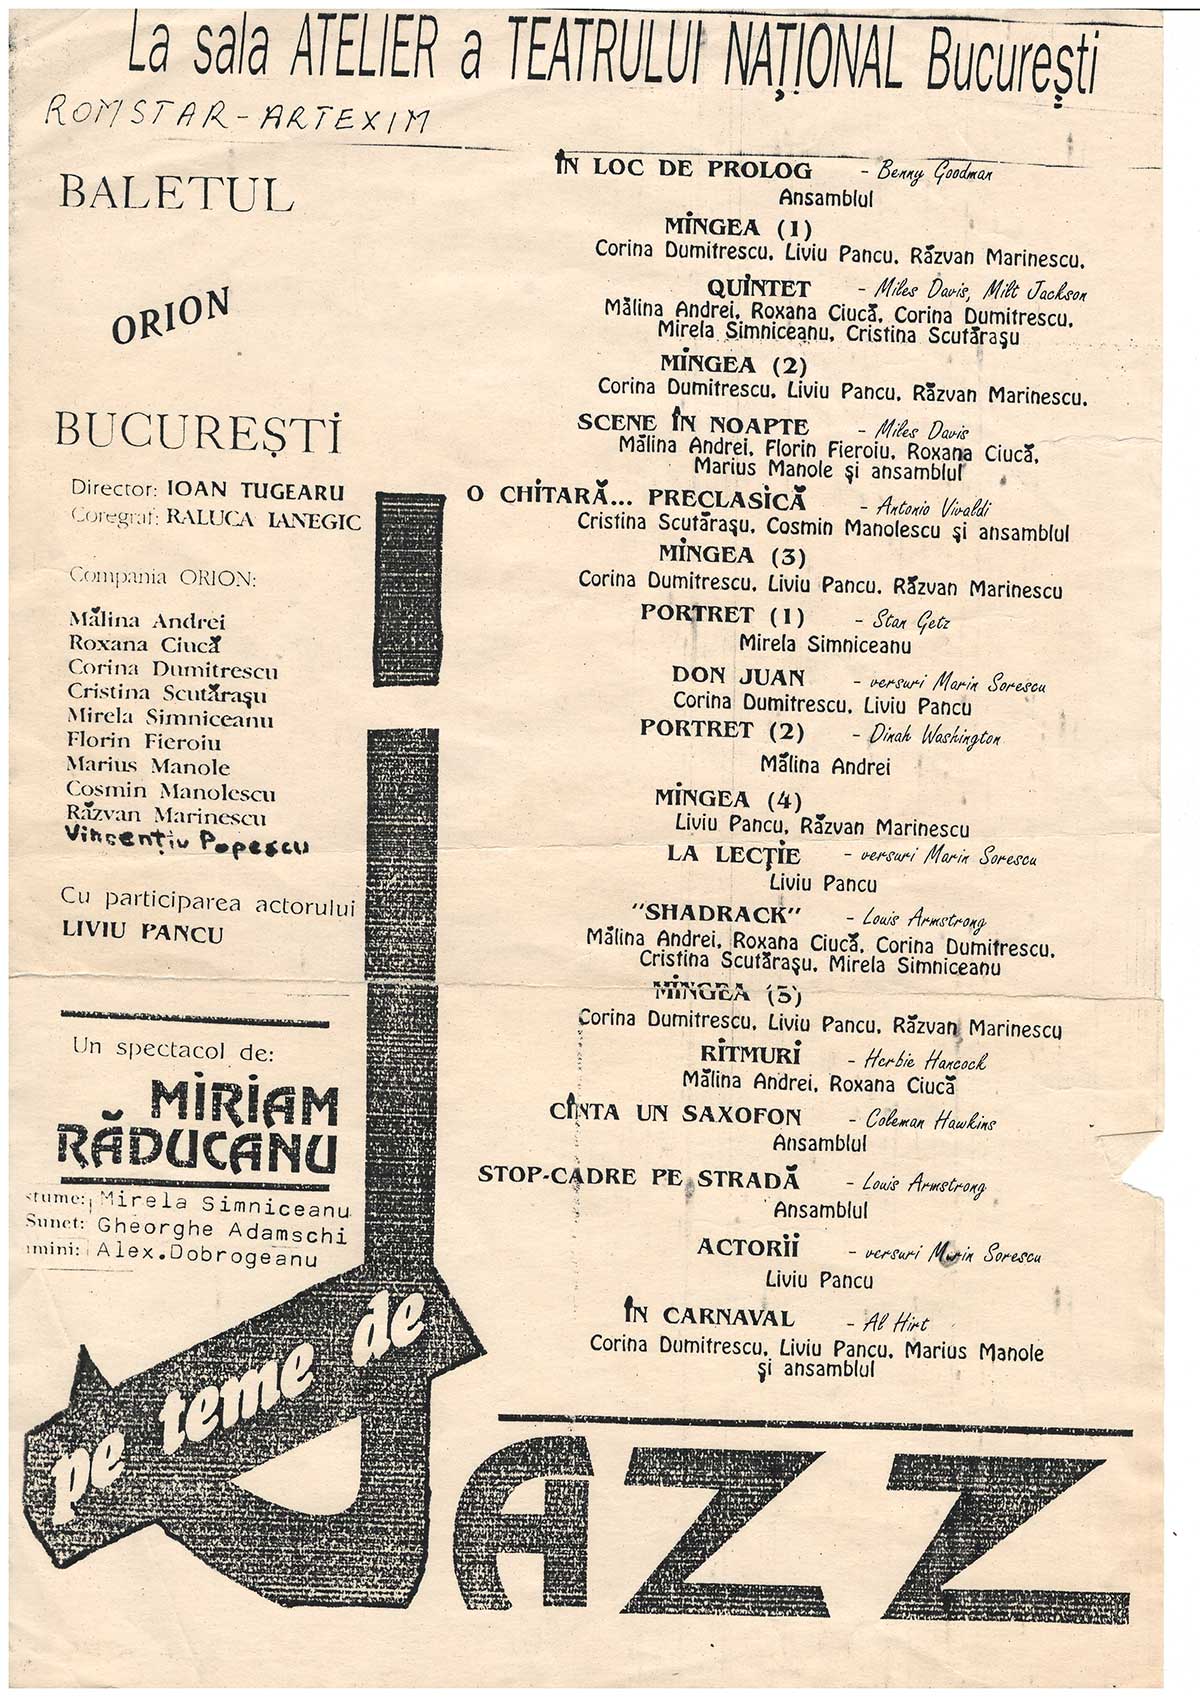 La sala ATELIER a TEATRULUI NAȚIONAL București
ROMSTAR-ARTEXIM
BALETUL
ORION
BUCUREȘTI
Director: IOAN TUGEARU
Coregraf: RALUCA IANEGIC
Compania ORION:
Mălina Andrei
Roxana Ciucă
Corina Dumitrescu
Cristina Scutărașu
Mirela Simniceanu
Florin Fieroiu
Marius Manole
Cosmin Manolescu
Răzvan Marinescu
Vincențiu Popescu
Cu participarea actorului
LIVIU PANCU
Un spectacol de:
MIRIAM
RĂDUCANU
stume: Mirela Simniceanu
Sunet: Gheorghe Adamschi
mini: Alex.Dobrogeanu
ÎN LOC DE PROLOG - Benny Goodman
Ansamblul
MÎNGEA (1)
Corina Dumitrescu, Liviu Pancu, Răzvan Marinescu.
QUINTET - Miles Davis, Milt Jackson
Mălina Andrei, Roxana Ciucă, Corina Dumitrescu,
Mirela Simniceanu, Cristina Scutărașu
MÎNGEA (2)
Corina Dumitrescu, Liviu Pancu, Răzvan Marinescu.
SCENE ÎN NOAPTE - Miles Davis
Mălina Andrei, Florin Fieroiu, Roxana Ciucă,
Marius Manole și ansamblul
O CHITARĂ... PRECLASICĂ - Antonio Vivaldi
Cristina Scutărașu, Cosmin Manolescu și ansamblul
MÎNGEA (3)
Corina Dumitrescu, Liviu Pancu, Răzvan Marinescu
PORTRET (1) - Stan Getz
Mirela Simniceanu
DON JUAN - versuri Marin Sorescu
Corina Dumitrescu, Liviu Pancu
PORTRET (2) - Dinah Washington
Mălina Andrei
MÎNGEA (4)
Liviu Pancu, Răzvan Marinescu
LA LECȚIE - versuri Marin Sorescu
Liviu Pancu
"SHADRACK" - Louis Armstrong
Mălina Andrei, Roxana Ciucă, Corina Dumitrescu,
Cristina Scutărașu, Mirela Simniceanu
MÎNGEA (5)
Corina Dumitrescu, Liviu Pancu, Răzvan Marinescu
RITMURI - Herbie Hancock
Mălina Andrei, Roxana Ciucă
CÎNTA UN SAXOFON - Coleman Hawkins
Ansamblul
STOP-CADRE PE STRADĂ - Louis Armstrong
Ansamblul
ACTORII - versuri Marin Sorescu
Liviu Pancu
ÎN CARNAVAL - Al Hirt
Corina Dumitrescu, Liviu Pancu, Marius Manole
și ansamblul
pe teme de
JAZZ